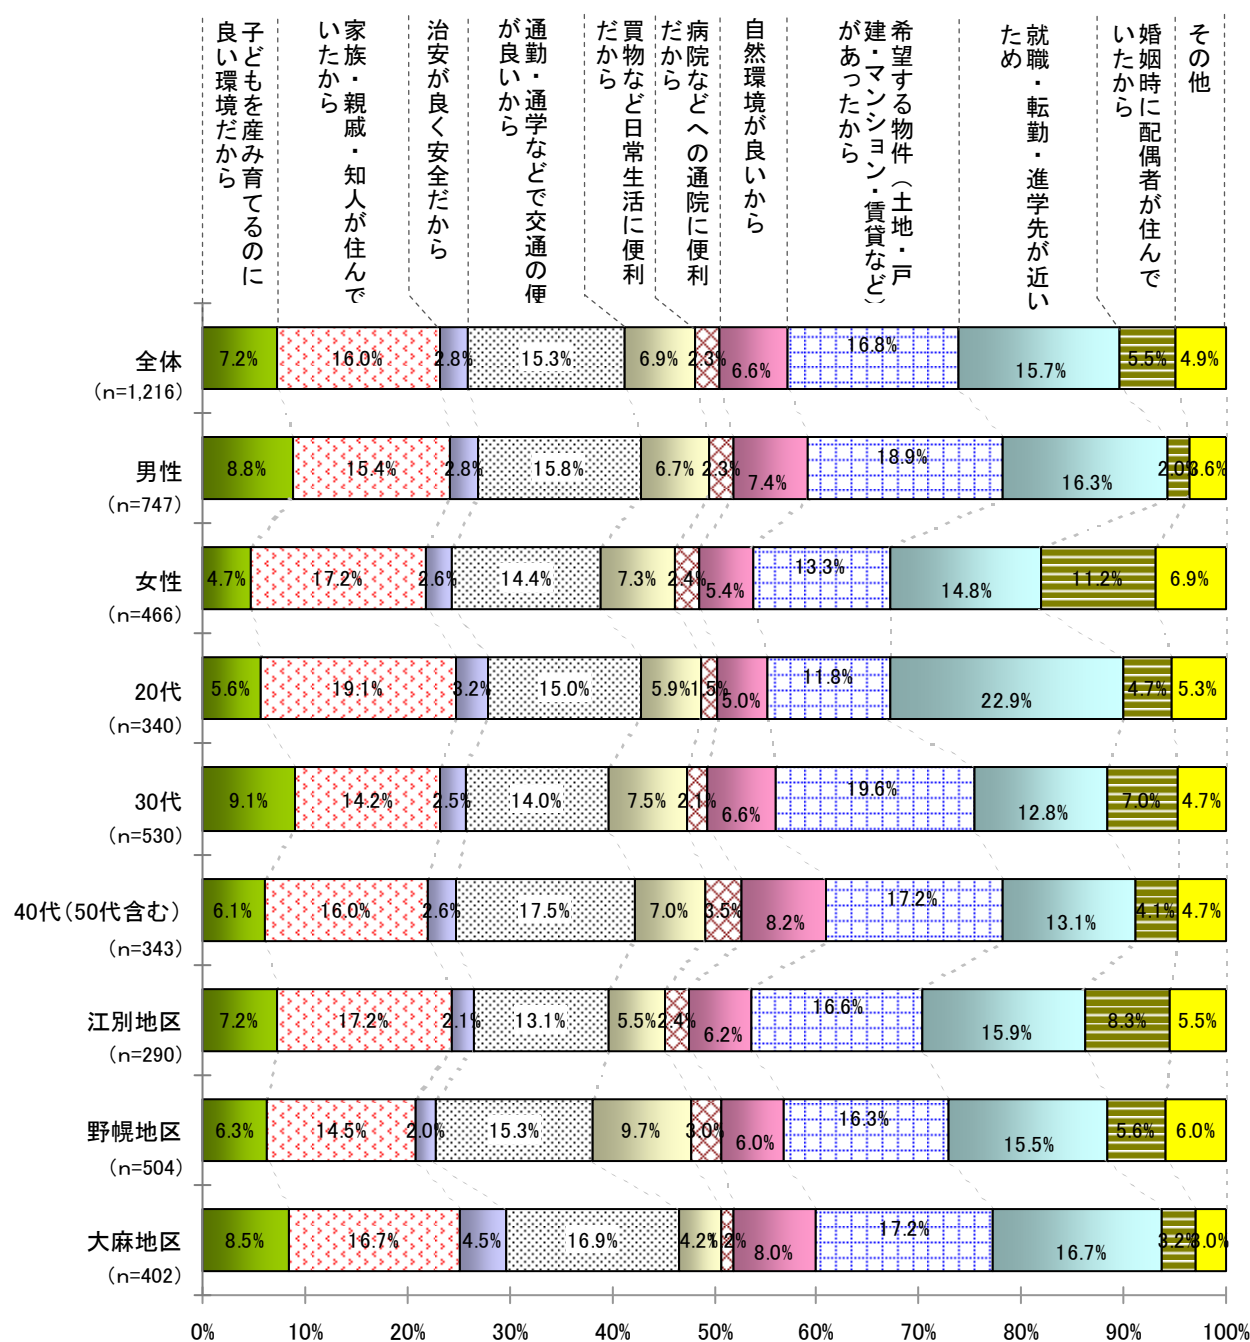 子どもを産み育てるのに
良い環境だから
家族・親戚・知人が住んで
いたから
治安が良く安全だから
通勤・通学などで交通の便
が良いから
買物など日常生活に便利
だから
病院などへの通院に便利
だから
自然環境が良いから
希望する物件（土地・戸
建・マンション・賃貸など）
があったから
就職・転勤・進学先が近い
ため
婚姻時に配偶者が住んで
いたから
その他
全体
（n=1,216）
7.2% 16.0% 2.8% 15.3% 6.9% 2.3% 6.6% 16.8% 15.7% 5.5% 4.9%
男性
（n=747）
8.8% 15.4% 2.8% 15.8% 6.7% 2.3% 7.4% 18.9% 16.3% 2.0% 3.6%
女性
（n=466）
4.7% 17.2% 2.6% 14.4% 7.3% 2.4% 5.4% 13.3% 14.8% 11.2% 6.9%
20代
（n=340）
5.6% 19.1% 3.2% 15.0% 5.9% 1.5% 5.0% 11.8% 22.9% 4.7% 5.3%
30代
（n=530）
9.1% 14.2% 2.5% 14.0% 7.5% 2.1% 6.6% 19.6% 12.8% 7.0% 4.7%
40代（50代含む）
（n=343）
6.1% 16.0% 2.6% 17.5% 7.0% 3.5% 8.2% 17.2% 13.1% 4.1% 4.7%
江別地区
（n=290）
7.2% 17.2% 2.1% 13.1% 5.5% 2.4% 6.2% 16.6% 15.9% 8.3% 5.5%
野幌地区
（n=504）
6.3% 14.5% 2.0% 15.3% 9.7% 3.0% 6.0% 16.3% 15.5% 5.6% 6.0%
大麻地区
（n=402）
8.5% 16.7% 4.5% 16.9% 4.2% 1.2% 8.0% 17.2% 16.7% 3.2% 3.0%
0% 10% 20% 30% 40% 50% 60% 70% 80% 90% 100%